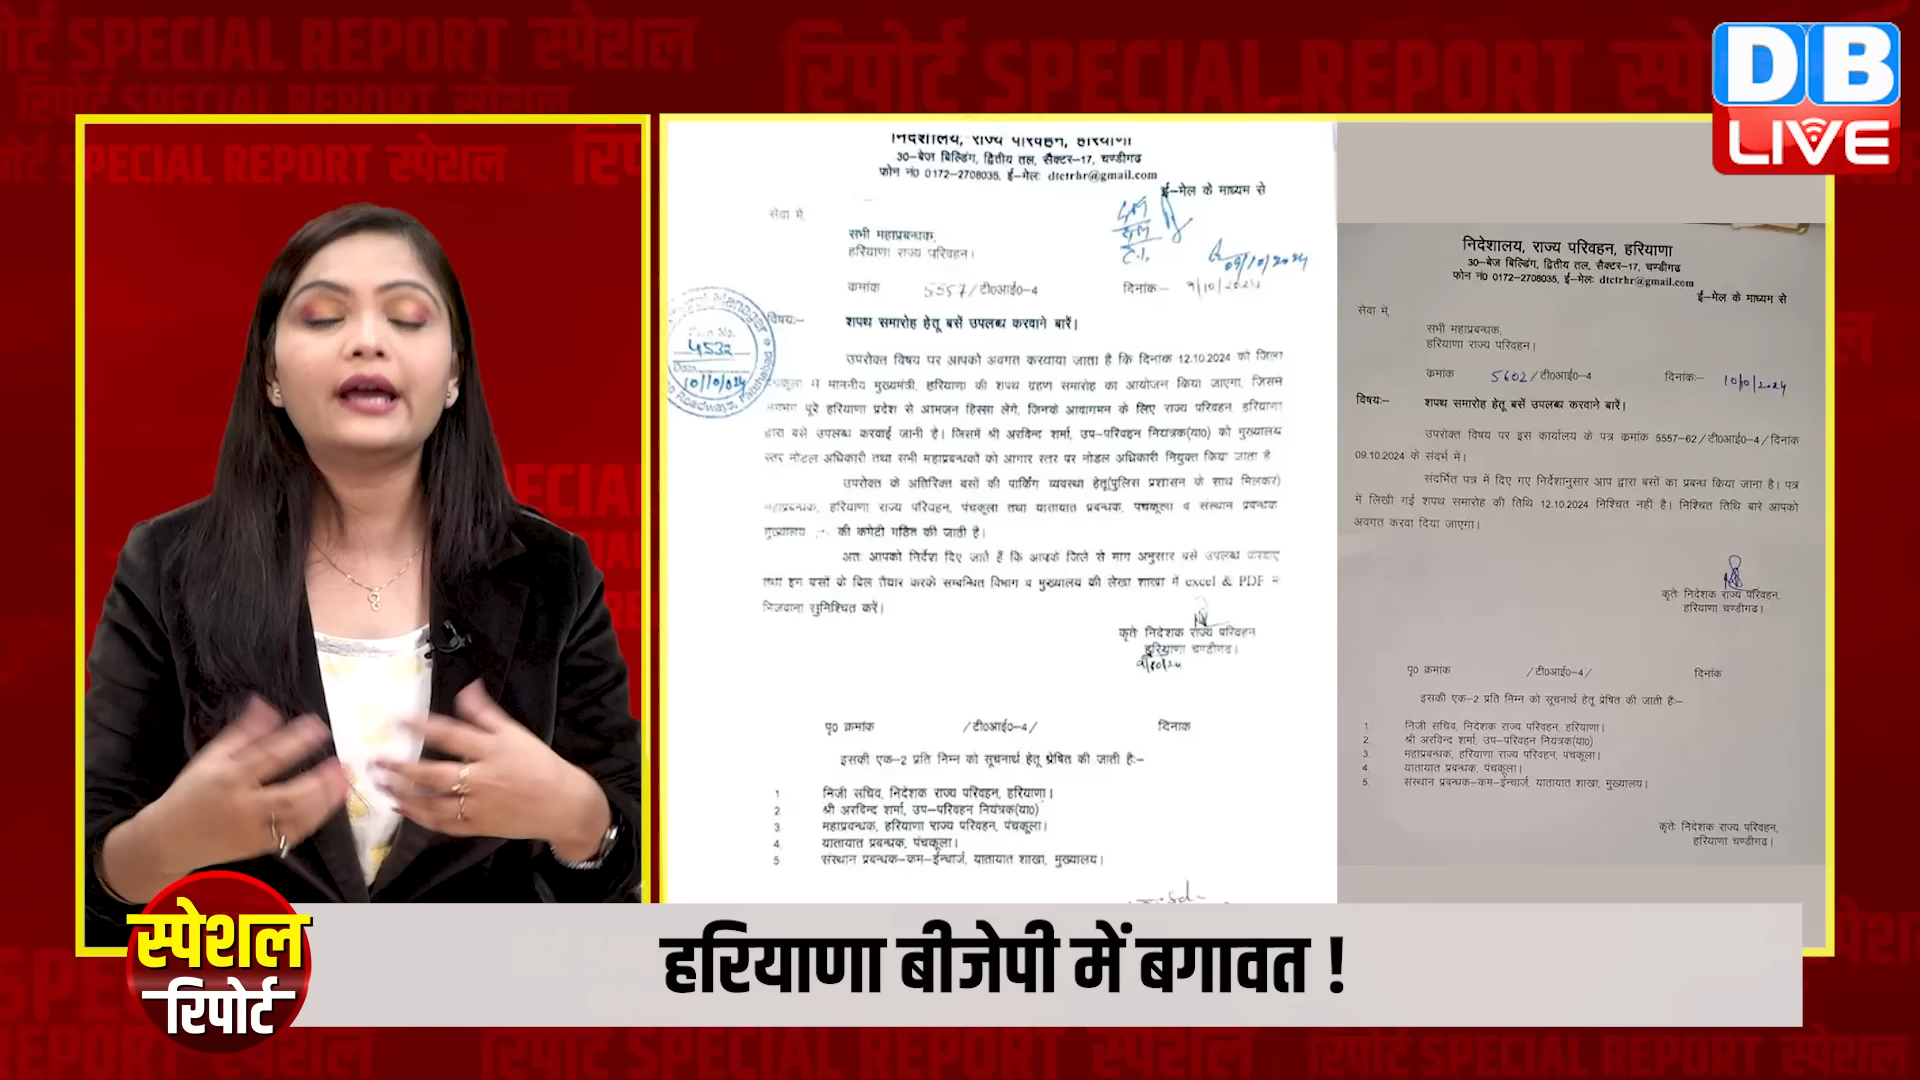 DB
LIVE
निदेशालय, राज्य परिवहन, हरियाणा
30–बेज बिल्डिंग, द्वितीय तल, सैक्टर–17, चण्डीगढ
फोन नं0 0172–2708035, ई–मेलः dtctrhr@gmail.com
ई–मेल के माध्यम से
सेवा में,
सभी महाप्रबन्धक,
हरियाणा राज्य परिवहन।
क्रमांक 5557/टी0आई0–4 दिनांकः– 9/10/2024
09/10/2024
4532
10/10/024
विषयः– शपथ समारोह हेतू बसें उपलब्ध करवाने बारें।
उपरोक्त विषय पर आपको अवगत करवाया जाता है कि दिनांक 12.10.2024 को जिला
पंचकूला में माननीय मुख्यमंत्री, हरियाणा की शपथ ग्रहण समारोह का आयोजन किया जाएगा, जिसमें
लगभग पूरे हरियाणा प्रदेश से आमजन हिस्सा लेगे, जिनके आवागमन के लिए राज्य परिवहन, हरियाणा
द्वारा बसे उपलब्ध करवाई जानी है। जिसमें श्री अरविन्द शर्मा, उप–परिवहन नियंत्रक(या0) को मुख्यालय
स्तर नोडल अधिकारी तथा सभी महाप्रबन्धकों को आगार स्तर पर नोडल अधिकारी नियुक्त किया जाता है
उपरोक्त के अतिरिक्त बसों की पार्किंग व्यवस्था हेतू(पुलिस प्रशासन के साथ मिलकर)
महाप्रबन्धक, हरियाणा राज्य परिवहन, पंचकूला तथा यातायात प्रबन्धक, पंचकूला व संस्थान प्रबन्धक
मुख्यालय की कमेटी गठित की जाती है।
अतः आपको निर्देश दिए जाते हैं कि आपके जिले से मांग अनुसार बसे उपलब्ध करवाए
तथा इन बसों के बिल तैयार करके सम्बन्धित विभाग व मुख्यालय की लेखा शाखा में excel & PDF में
भिजवाना सुनिश्चित करें।
कृतेः निदेशक राज्य परिवहन
हरियाणा चण्डीगढ।
9/10/24
पृ0 क्रमांक /टी0आई0–4/ दिनांक
इसकी एक–2 प्रति निम्न को सूचनार्थ हेतू प्रेषित की जाती हैः–
1 निजी सचिव, निदेशक राज्य परिवहन, हरियाणा।
2 श्री अरविन्द शर्मा, उप–परिवहन नियंत्रक(या0)
3 महाप्रबन्धक, हरियाणा राज्य परिवहन, पंचकूला।
4. यातायात प्रबन्धक, पंचकूला।
5 संस्थान प्रबन्धक–कम–ईन्चार्ज, यातायात शाखा, मुख्यालय।
निदेशालय, राज्य परिवहन, हरियाणा
30–बेज बिल्डिंग, द्वितीय तल, सैक्टर–17, चण्डीगढ
फोन नं0 0172–2708035, ई–मेलः dtctrhr@gmail.com
ई–मेल के माध्यम से
सेवा में,
सभी महाप्रबन्धक,
हरियाणा राज्य परिवहन।
क्रमांक 5602/टी0आई0–4 दिनांकः– 10/10/2024
विषयः– शपथ समारोह हेतू बसें उपलब्ध करवाने बारें।
उपरोक्त विषय पर इस कार्यालय के पत्र क्रमांक 5557–62/टी0आई0–4/दिनांक
09.10.2024 के संदर्भ में।
संदर्भित पत्र में दिए गए निर्देशानुसार आप द्वारा बसों का प्रबन्ध किया जाना है। पत्र
में लिखी गई शपथ समारोह की तिथि 12.10.2024 निश्चित नहीं है। निश्चित तिथि बारे आपको
अवगत करवा दिया जाएगा।
कृतेः निदेशक राज्य परिवहन,
हरियाणा चण्डीगढ।
पृ0 क्रमांक /टी0आई0–4/ दिनांक
इसकी एक–2 प्रति निम्न को सूचनार्थ हेतू प्रेषित की जाती हैः–
1. निजी सचिव, निदेशक राज्य परिवहन, हरियाणा।
2. श्री अरविन्द शर्मा, उप–परिवहन नियंत्रक(या0)
3. महाप्रबन्धक, हरियाणा राज्य परिवहन, पंचकूला।
4. यातायात प्रबन्धक, पंचकूला।
5. संस्थान प्रबन्धक–कम–ईन्चार्ज, यातायात शाखा, मुख्यालय।
कृतेः निदेशक राज्य परिवहन,
हरियाणा चण्डीगढ।
स्पेशल
रिपोर्ट
हरियाणा बीजेपी में बगावत !